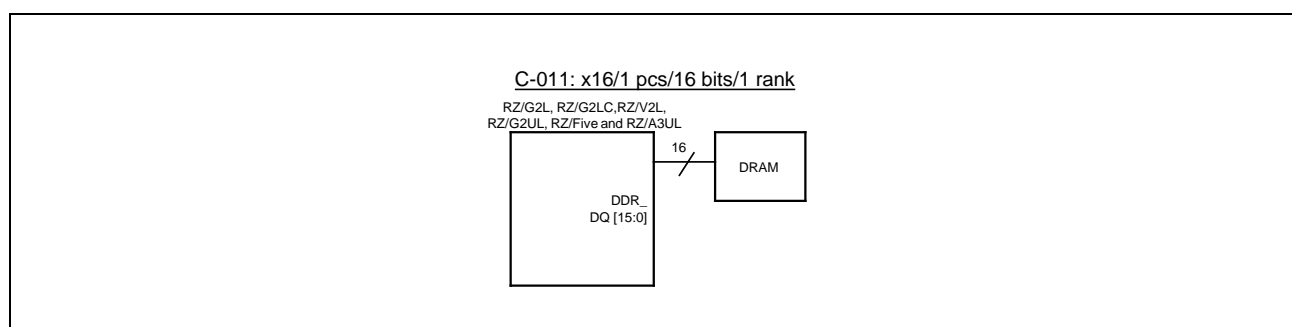 C-011: x16/1 pcs/16 bits/1 rank
RZ/G2L, RZ/G2LC,RZ/V2L,
RZ/G2UL, RZ/Five and RZ/A3UL
16
DRAM
DDR_
DQ [15:0]